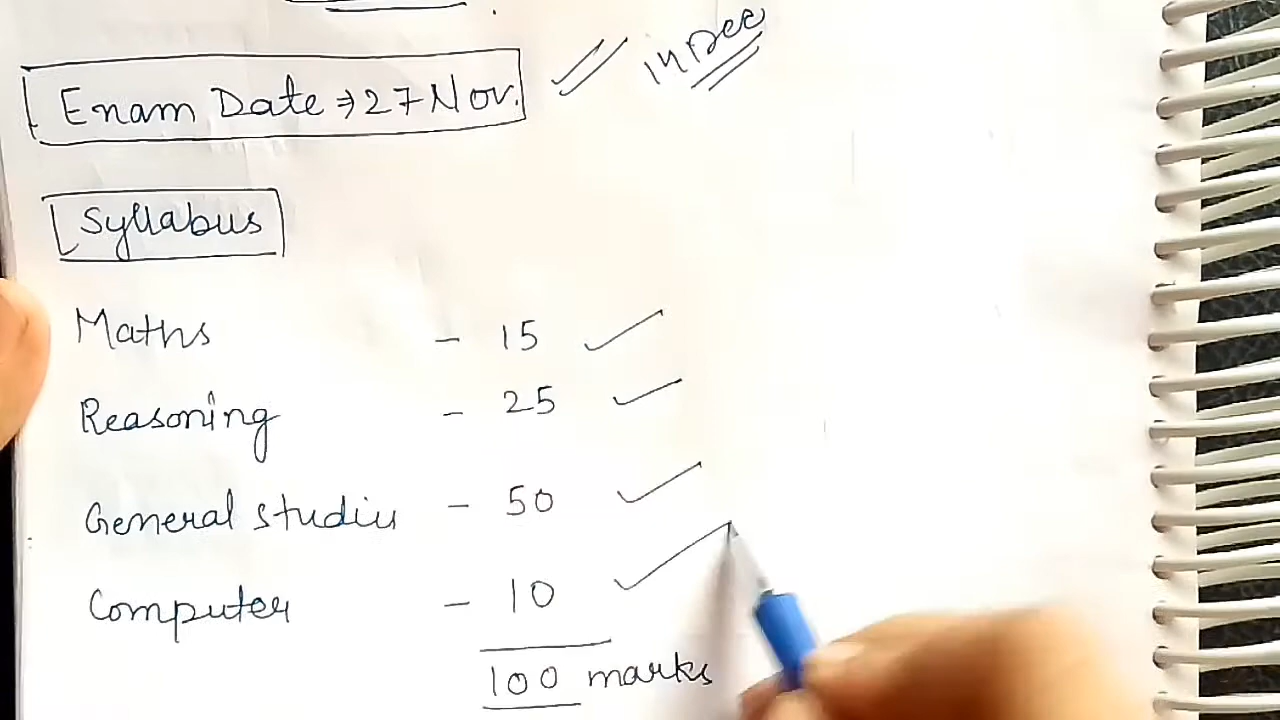 Exam Date ⇒ 27 Nov. 14 Dec
Syllabus
Maths - 15
Reasoning - 25
General studies - 50
Computer - 10
100 marks